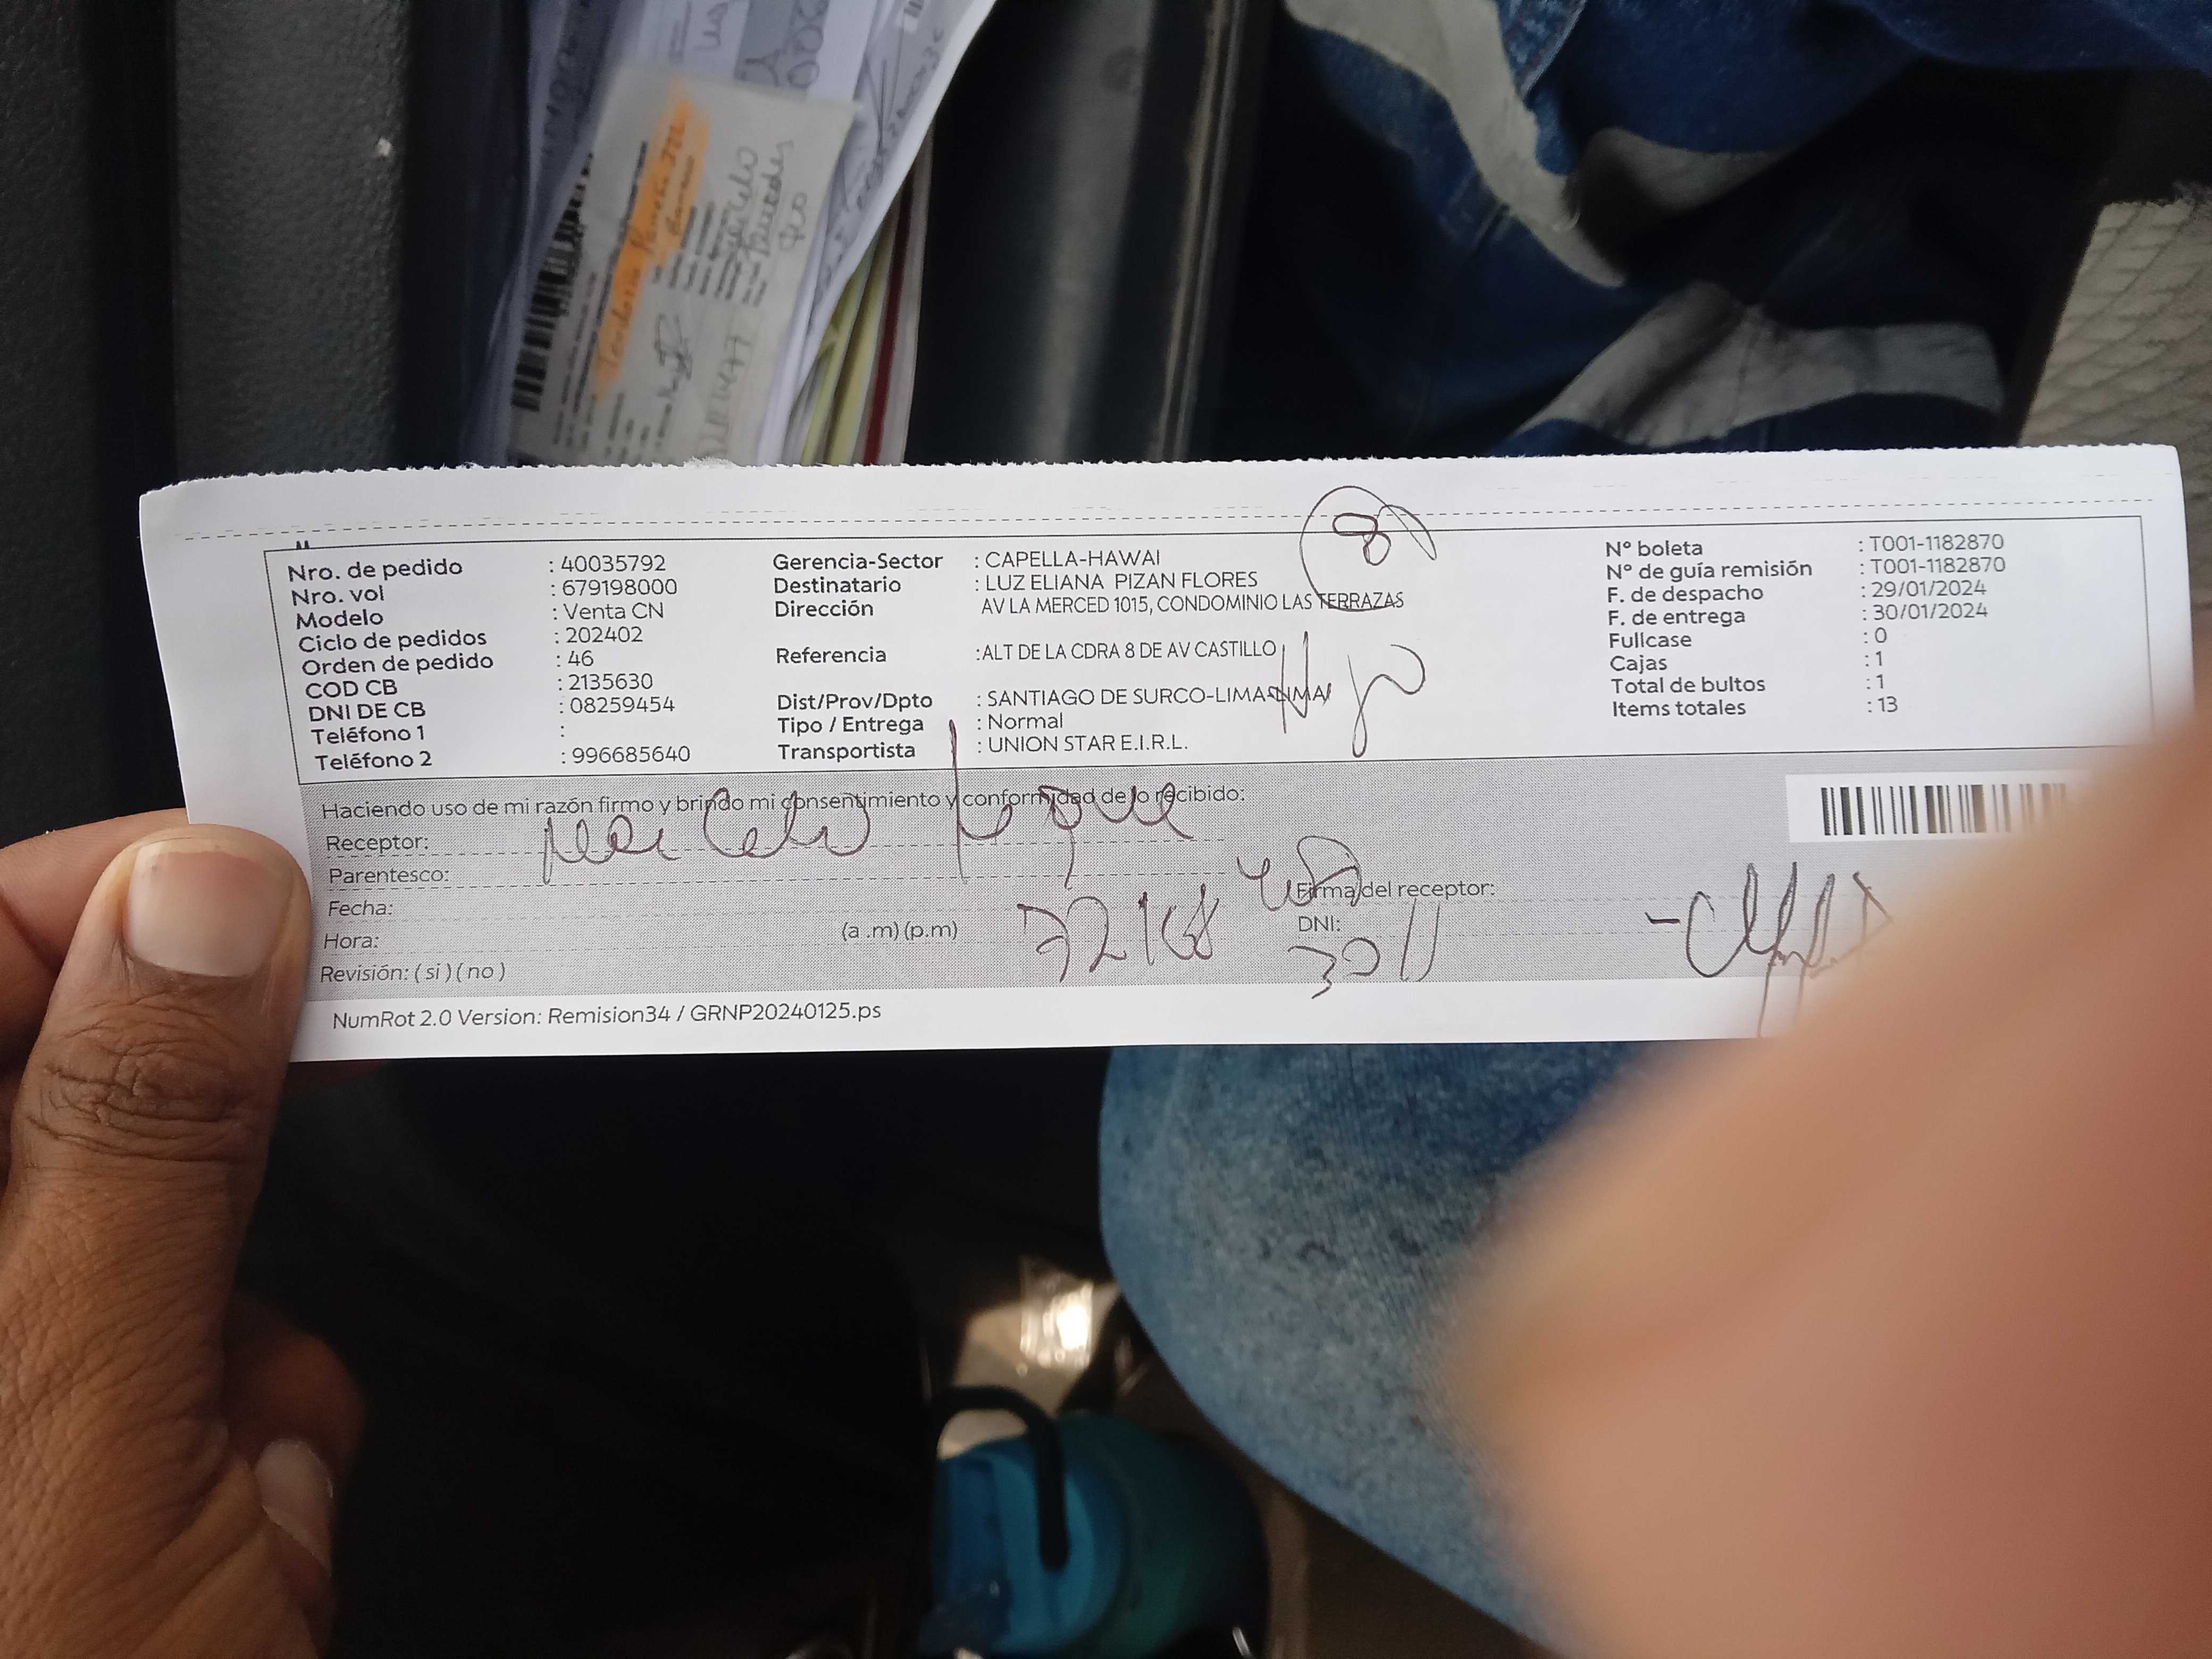 Nro. de pedido : 40035792
Nro. vol : 679198000
Modelo : Venta CN
Ciclo de pedidos : 202402
Orden de pedido : 46
COD CB : 2135630
DNI DE CB : 08259454
Teléfono 1 :
Teléfono 2 : 996685640
Gerencia-Sector : CAPELLA-HAWAI
Destinatario : LUZ ELIANA PIZAN FLORES
Dirección AV LA MERCED 1015, CONDOMINIO LAS TERRAZAS
Referencia :ALT DE LA CDRA 8 DE AV CASTILLO
Dist/Prov/Dpto : SANTIAGO DE SURCO-LIMA-LIMA
Tipo / Entrega : Normal
Transportista : UNION STAR E.I.R.L.
8
N° boleta : T001-1182870
N° de guía remisión : T001-1182870
F. de despacho : 29/01/2024
F. de entrega : 30/01/2024
Fullcase : 0
Cajas : 1
Total de bultos : 1
Items totales : 13
Haciendo uso de mi razón firmo y brindo mi consentimiento y conformidad de lo recibido:
Receptor: Marcelo
Parentesco:
Fecha:
Hora: (a .m) (p.m)
Revisión: ( si ) ( no )
Firma del receptor:
DNI:
72168 3011
NumRot 2.0 Version: Remision34 / GRNP20240125.ps